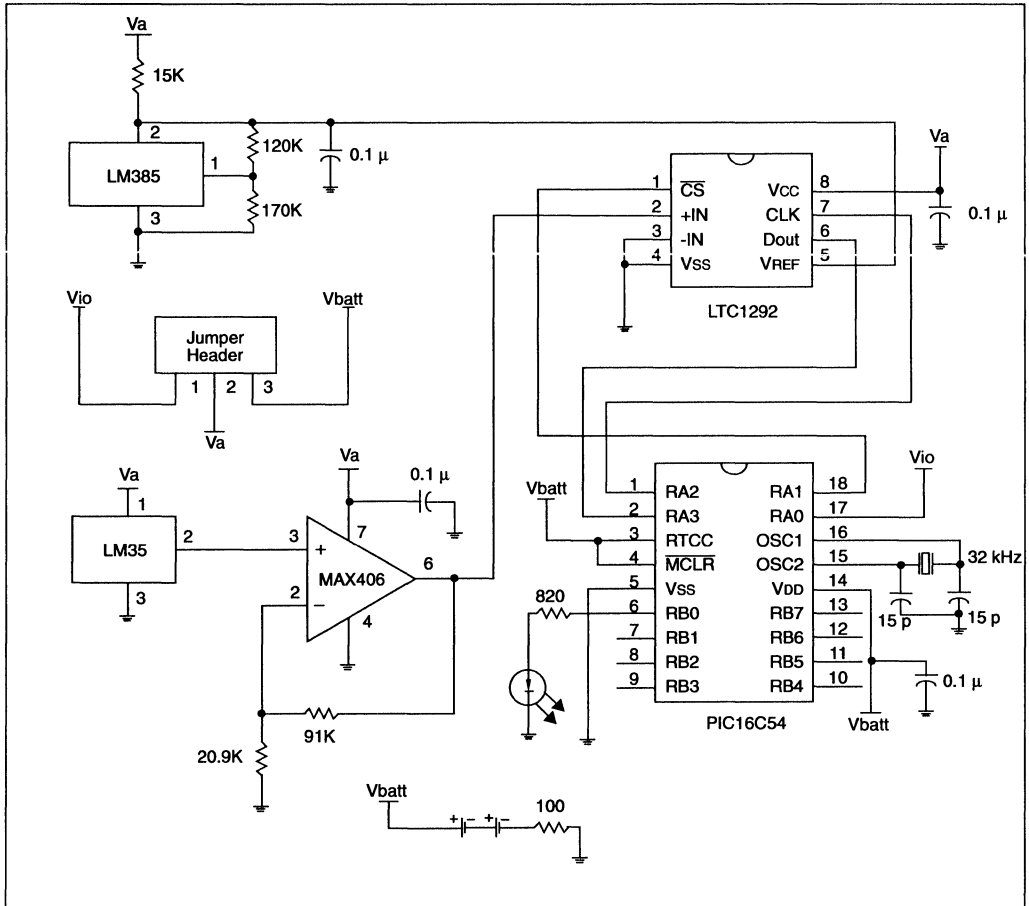 Va
15K
2
LM385
1
3
120K
170K
0.1 µ
Vio
Vbatt
Jumper
Header
1
2
3
Va
1 CS
2 +IN
3 -IN
4 VSS
VCC 8
CLK 7
Dout 6
VREF 5
LTC1292
Va
0.1 µ
Va
1
LM35
2
3
Va
0.1 µ
7
3
+
MAX406
6
2
−
4
91K
20.9K
Vbatt
1 RA2
2 RA3
3 RTCC
4 MCLR
5 VSS
6 RB0
7 RB1
8 RB2
9 RB3
RA1 18
RA0 17
OSC1 16
OSC2 15
VDD 14
RB7 13
RB6 12
RB5 11
RB4 10
PIC16C54
Vio
32 kHz
15 p
15 p
0.1 µ
Vbatt
820
Vbatt
+ − + −
100